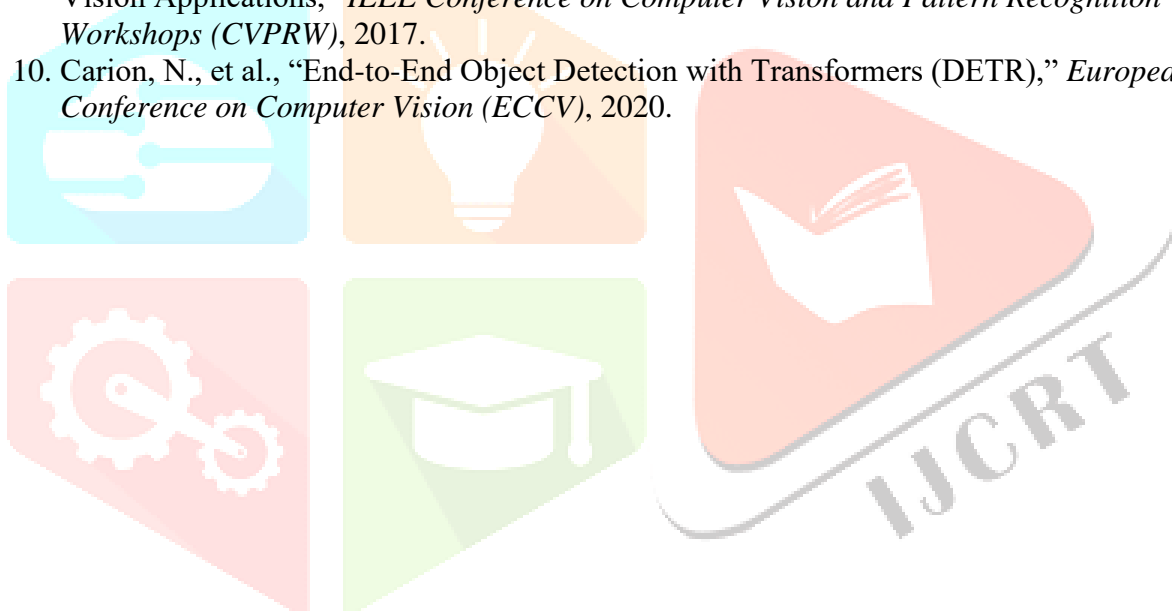 Vision Applications," IEEE Conference on Computer Vision and Pattern Recognition
Workshops (CVPRW), 2017.
10. Carion, N., et al., “End-to-End Object Detection with Transformers (DETR),” Europea
Conference on Computer Vision (ECCV), 2020.
IJCRT